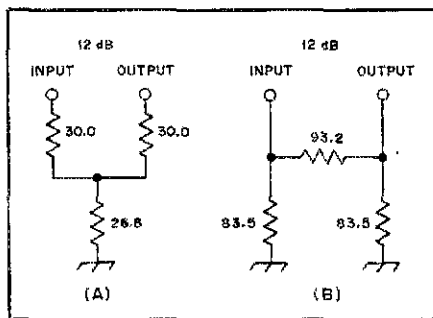 12 dB 12 dB
INPUT OUTPUT INPUT OUTPUT
93.2
30.0 30.0
26.8 83.5 83.5
(A) (B)